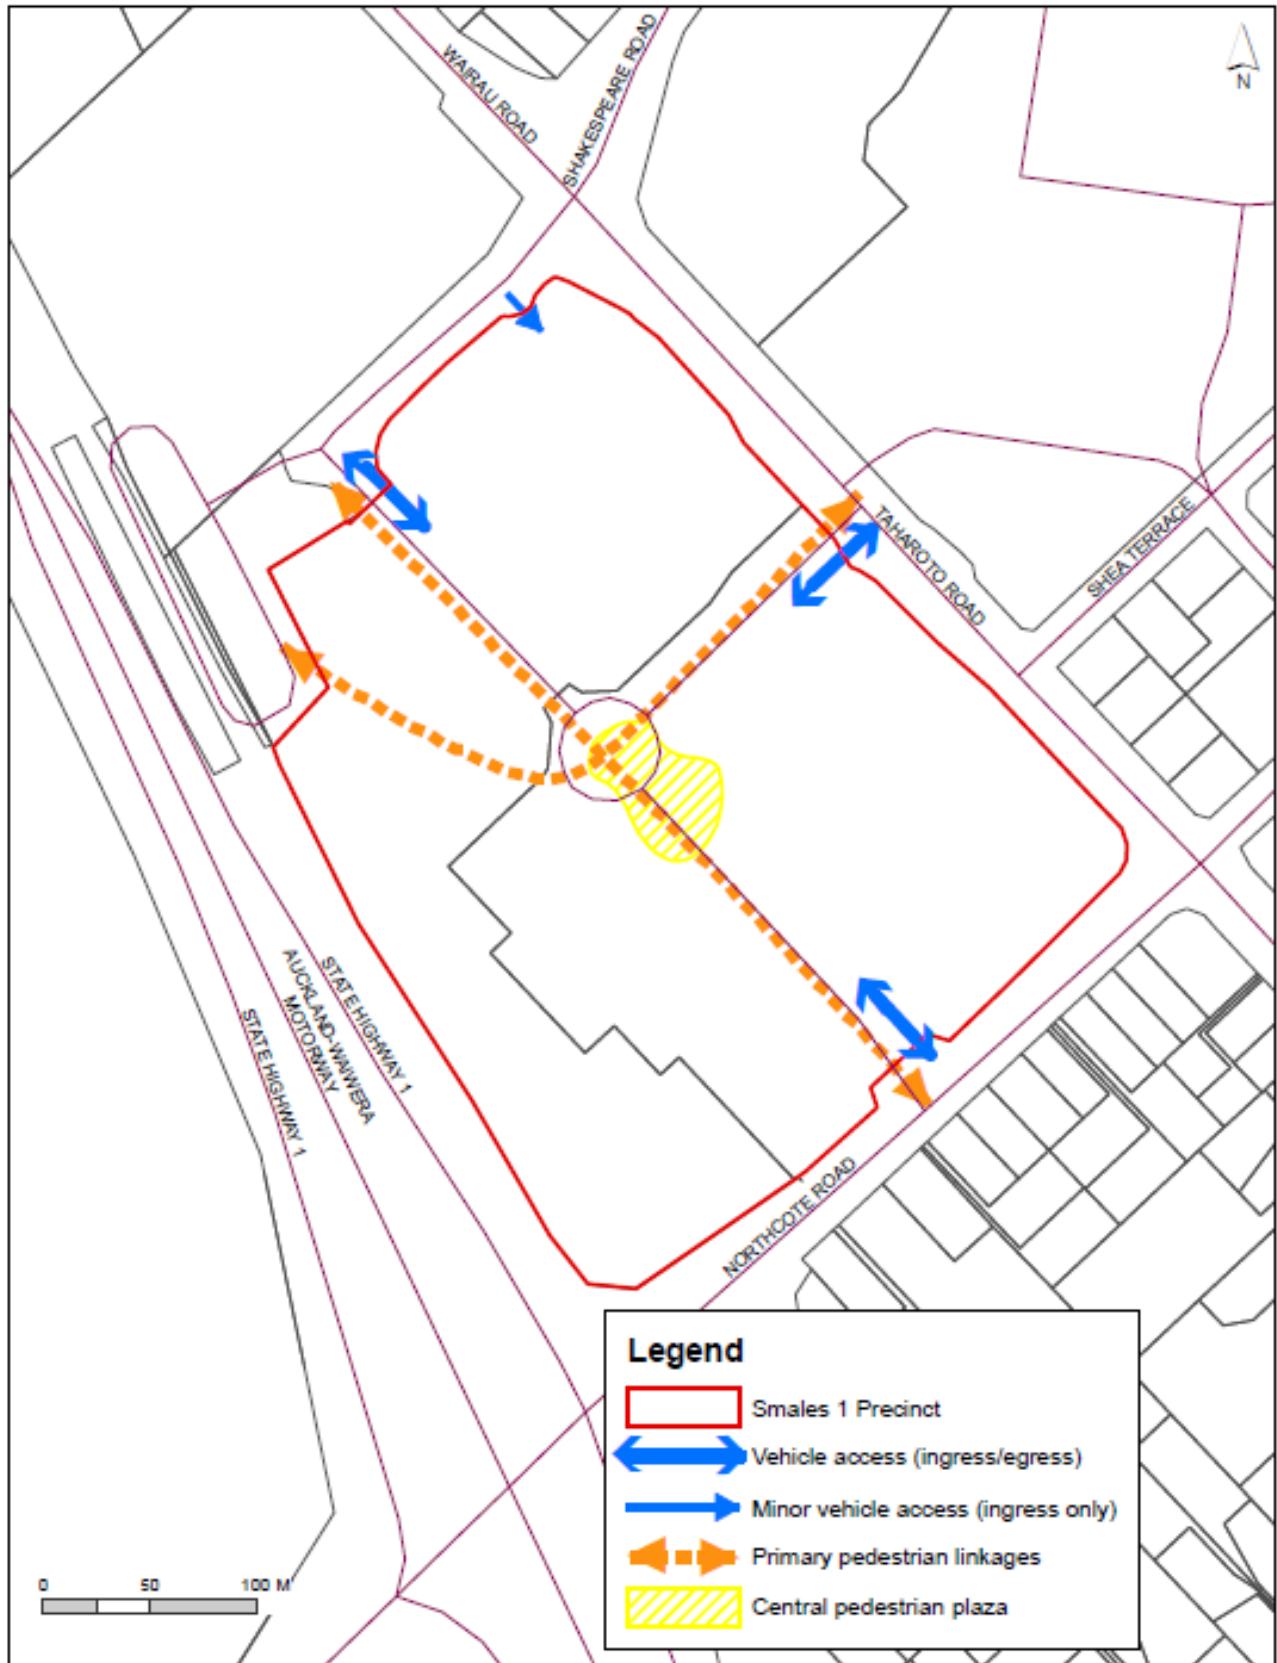 WAIRAU ROAD
SHAKESPEARE ROAD
N
TAHAROTO ROAD
SHEA TERRACE
STATE HIGHWAY 1
AUCKLAND-WAIWERA
MOTORWAY
STATE HIGHWAY 1
NORTHCOTE ROAD
Legend
Smales 1 Precinct
Vehicle access (ingress/egress)
Minor vehicle access (ingress only)
Primary pedestrian linkages
Central pedestrian plaza
0 50 100 M